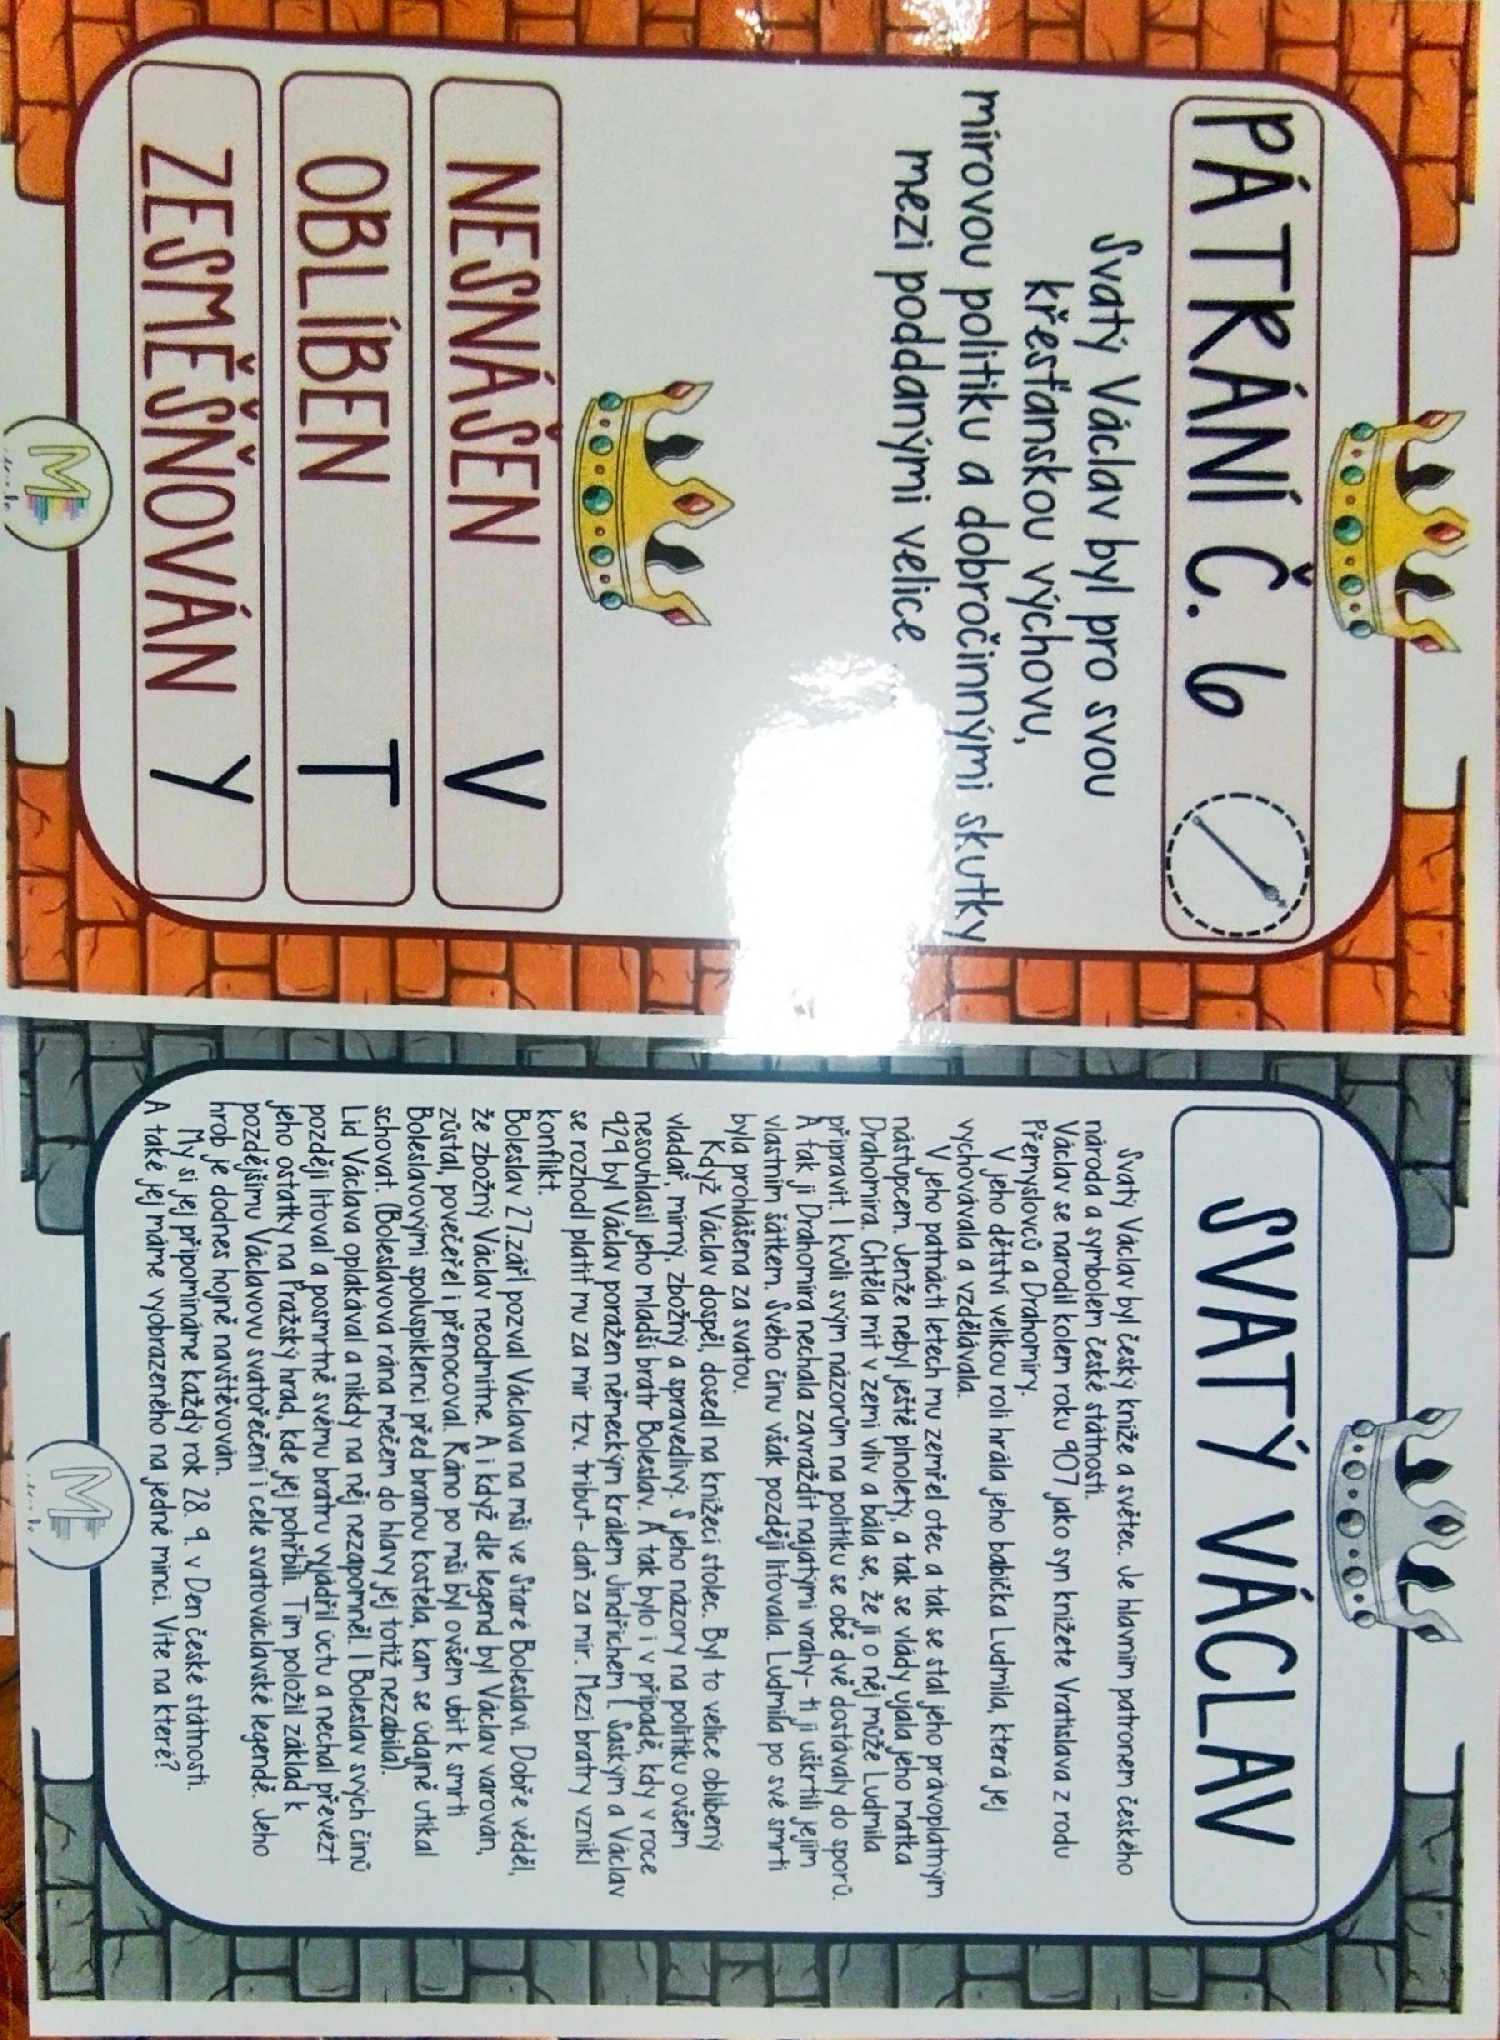 PÁTRÁNÍ Č. 6
Svatý Václav byl pro svou
křesťanskou výchovu,
mírovou politiku a dobročinnými skutky
mezi poddanými velice
NESNÁŠEN V
OBLÍBEN T
ZESMĚŠŇOVÁN Y
M
SVATÝ VÁCLAV
Svatý Václav byl český kníže a světec. Je hlavním patronem českého
národa a symbolem české státnosti.
Václav se narodil kolem roku 907 jako syn knížete Vratislava z rodu
Přemyslovců a Drahomíry.
V jeho dětství velikou roli hrála jeho babička Ludmila, která jej
vychovávala a vzdělávala.
V jeho patnácti letech mu zemřel otec a tak se stal jeho právoplatným
nástupcem. Jenže nebyl ještě plnoletý, a tak se vlády ujala jeho matka
Drahomíra. Chtěla mít v zemi vliv a bála se, že ji o něj může Ludmila
připravit. I kvůli svým názorům na politiku se obě dvě dostávaly do sporů.
A tak ji Drahomíra nechala zavraždit najatými vrahy- ti ji uškrtili jejím
vlastním šátkem. Svého činu však později litovala. Ludmila po své smrti
byla prohlášena za svatou.
Když Václav dospěl, dosedl na knížecí stolec. Byl to velice oblíbený
vladař, mírný, zbožný a spravedlivý. S jeho názory na politiku ovšem
nesouhlasil jeho mladší bratr Boleslav. A tak bylo i v případě, kdy v roce
929 byl Václav poražen německým králem Jindřichem I. Saským a Václav
se rozhodl platit mu za mír tzv. tribut- daň za mír. Mezi bratry vznikl
konflikt.
Boleslav 27.září pozval Václava na mši ve Staré Boleslavi. Dobře věděl,
že zbožný Václav neodmítne. A i když dle legend byl Václav varován,
zůstal, povečeřel i přenocoval. Ráno po mši byl ovšem ubit k smrti
Boleslavovými spoluspiklenci před branou kostela, kam se údajně utíkal
schovat. (Boleslavova rána mečem do hlavy jej totiž nezabila).
Lid Václava oplakával a nikdy na něj nezapomněl. I Boleslav svých činů
později litoval a posmrtně svému bratru vyjádřil úctu a nechal převézt
jeho ostatky na Pražský hrad, kde jej pohřbili. Tím položil základ k
pozdějšímu Václavovu svatořečení i celé svatováclavské legendě. Jeho
hrob je dodnes hojně navštěvován.
My si jej připomínáme každý rok 28. 9. v Den české státnosti.
A také jej máme vyobrazeného na jedné minci. Víte na které?
M